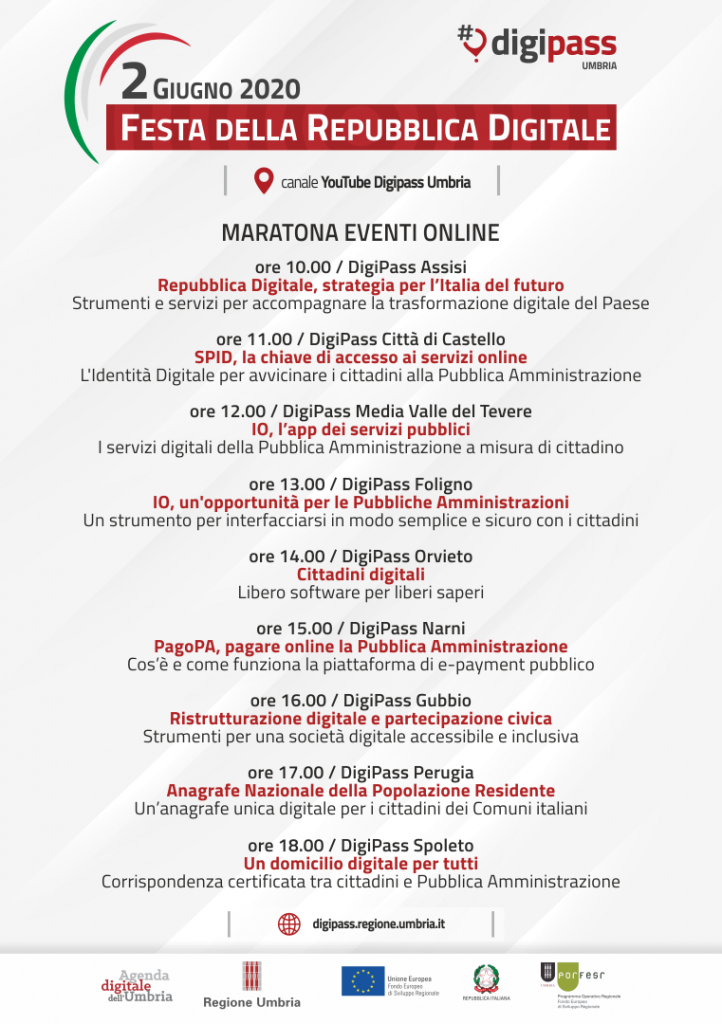 #digipass
UMBRIA
2 GIUGNO 2020
FESTA DELLA REPUBBLICA DIGITALE
canale YouTube Digipass Umbria
MARATONA EVENTI ONLINE
ore 10.00 / DigiPass Assisi
Repubblica Digitale, strategia per l'Italia del futuro
Strumenti e servizi per accompagnare la trasformazione digitale del Paese
ore 11.00 / DigiPass Città di Castello
SPID, la chiave di accesso ai servizi online
L'Identità Digitale per avvicinare i cittadini alla Pubblica Amministrazione
ore 12.00 / DigiPass Media Valle del Tevere
IO, l'app dei servizi pubblici
I servizi digitali della Pubblica Amministrazione a misura di cittadino
ore 13.00 / DigiPass Foligno
IO, un'opportunità per le Pubbliche Amministrazioni
Un strumento per interfacciarsi in modo semplice e sicuro con i cittadini
ore 14.00 / DigiPass Orvieto
Cittadini digitali
Libero software per liberi saperi
ore 15.00 / DigiPass Narni
PagoPA, pagare online la Pubblica Amministrazione
Cos'è e come funziona la piattaforma di e-payment pubblico
ore 16.00 / DigiPass Gubbio
Ristrutturazione digitale e partecipazione civica
Strumenti per una società digitale accessibile e inclusiva
ore 17.00 / DigiPass Perugia
Anagrafe Nazionale della Popolazione Residente
Un'anagrafe unica digitale per i cittadini dei Comuni italiani
ore 18.00 / DigiPass Spoleto
Un domicilio digitale per tutti
Corrispondenza certificata tra cittadini e Pubblica Amministrazione
digipass.regione.umbria.it
Agenda
digitale
dell'Umbria
Regione Umbria
Unione Europea
Fondo Europeo
di Sviluppo Regionale
REPUBBLICA ITALIANA
porfesr
Programma Operativo Regionale
Fondo Europeo
di Sviluppo Regionale